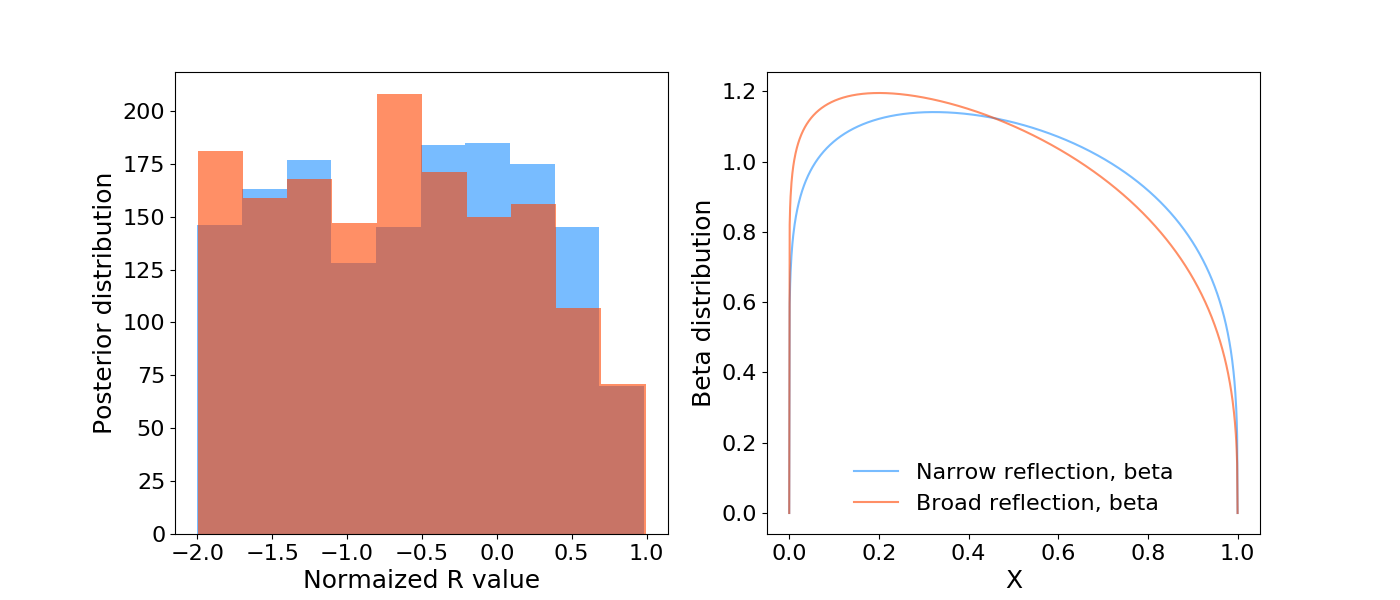 Posterior distribution
200
175
150
125
100
75
50
25
0
−2.0 −1.5 −1.0 −0.5 0.0 0.5 1.0
Normaized R value
Beta distribution
1.2
1.0
0.8
0.6
0.4
0.2
0.0
Narrow reflection, beta
Broad reflection, beta
0.0 0.2 0.4 0.6 0.8 1.0
X